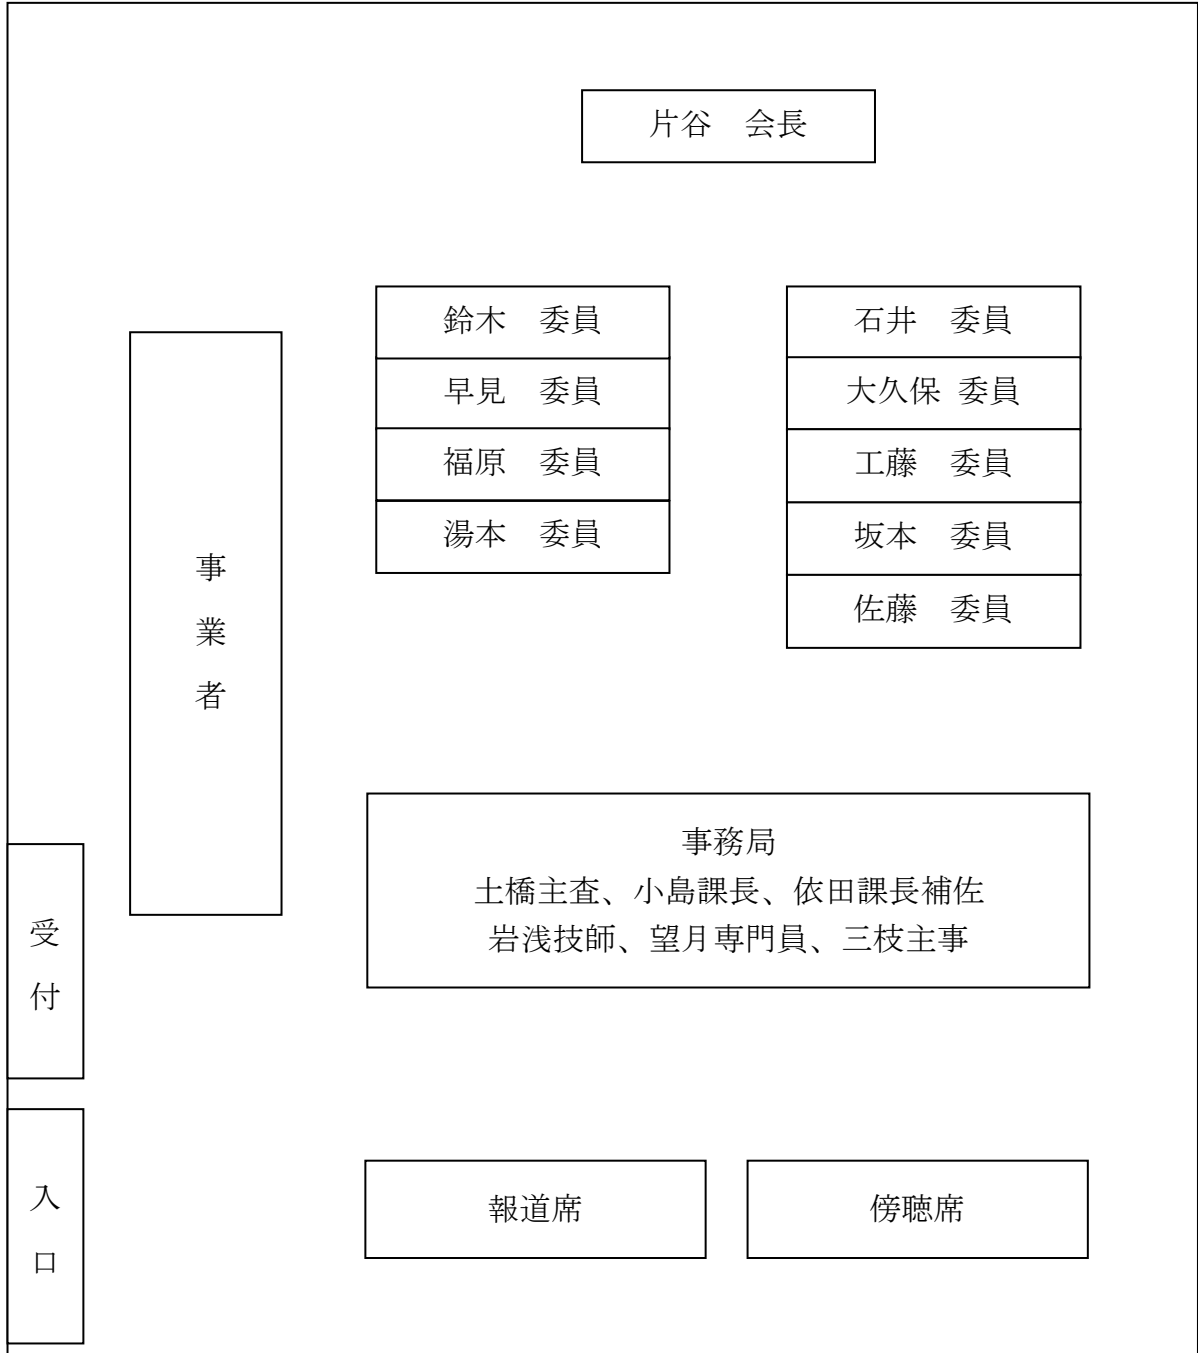 片谷　会長
鈴木　委員
早見　委員
福原　委員
湯本　委員
石井　委員
大久保 委員
工藤　委員
坂本　委員
佐藤　委員
事業者
事務局
土橋主査、小島課長、依田課長補佐
岩浅技師、望月専門員、三枝主事
受付
入口
報道席
傍聴席